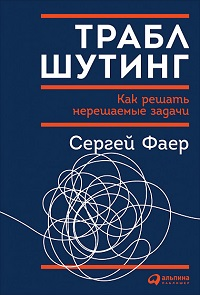 ТРАБЛ
ШУТИНГ
Как решать
нерешаемые задачи
Сергей Фаер
альпина